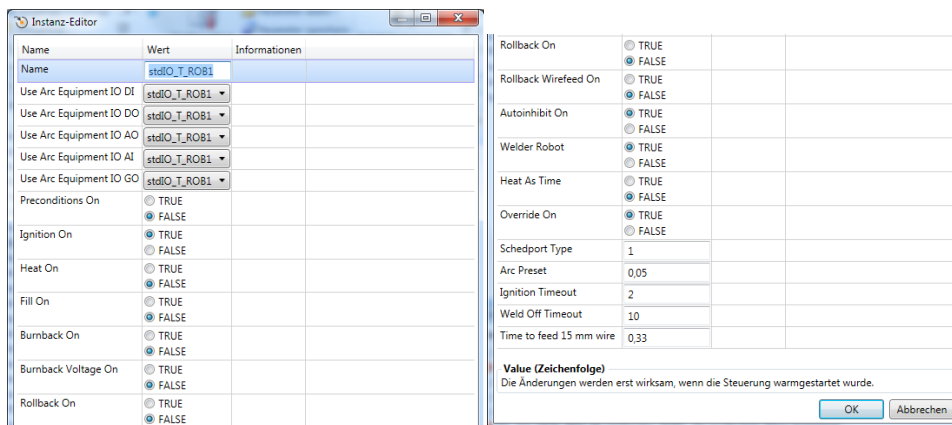 Instanz-Editor
Name Wert Informationen
Name stdIO_T_ROB1
Use Arc Equipment IO DI stdIO_T_ROB1
Use Arc Equipment IO DO stdIO_T_ROB1
Use Arc Equipment IO AO stdIO_T_ROB1
Use Arc Equipment IO AI stdIO_T_ROB1
Use Arc Equipment IO GO stdIO_T_ROB1
Preconditions On TRUE
FALSE
Ignition On TRUE
FALSE
Heat On TRUE
FALSE
Fill On TRUE
FALSE
Burnback On TRUE
FALSE
Burnback Voltage On TRUE
FALSE
Rollback On TRUE
FALSE
Rollback On TRUE
FALSE
Rollback Wirefeed On TRUE
FALSE
Autoinhibit On TRUE
FALSE
Welder Robot TRUE
FALSE
Heat As Time TRUE
FALSE
Override On TRUE
FALSE
Schedport Type 1
Arc Preset 0,05
Ignition Timeout 2
Weld Off Timeout 10
Time to feed 15 mm wire 0,33
Value (Zeichenfolge)
Die Änderungen werden erst wirksam, wenn die Steuerung warmgestartet wurde.
OK Abbrechen